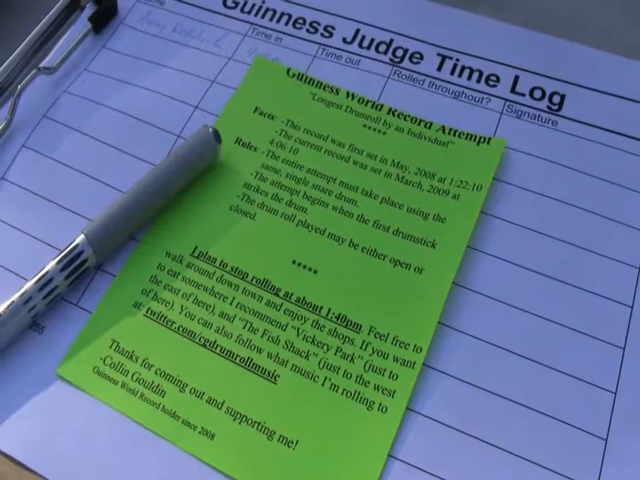 Guinness Judge Time Log
Time in
Time out
Rolled throughout?
Signature
Guinness World Record Attempt
"Longest Drumroll by an Individual"
*****
Facts: -This record was first set in May, 2008 at 1:22:10
-The current record was set in March, 2009 at
4:06:10
Rules: -The entire attempt must take place using the
same, single snare drum.
-The attempt begins when the first drumstick
strikes the drum.
-The drum roll played may be either open or
closed.
*****
I plan to stop rolling at about 1:40pm. Feel free to
walk around down town and enjoy the shops. If you want
to eat somewhere I recommend "Vickery Park" (just to
the east of here), and "The Fish Shack" (just to the west
of here). You can also follow what music I'm rolling to
at twitter.com/cgdrumrollmusic
Thanks for coming out and supporting me!
-Collin Gouldin
Guinness World Record holder since 2008